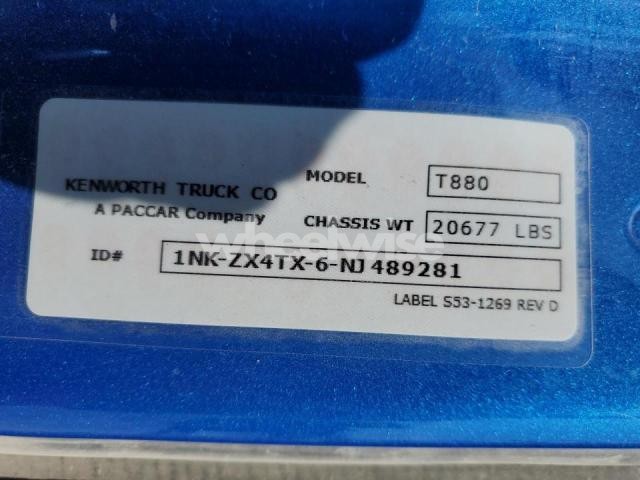 KENWORTH TRUCK CO
A PACCAR Company
MODEL T880
CHASSIS WT 20677 LBS
wheelwise
ID# 1NK-ZX4TX-6-NJ489281
LABEL S53-1269 REV D